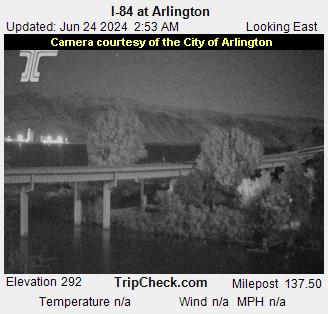 I-84 at Arlington
Updated: Jun 24 2024 2:53 AM Looking East
Camera courtesy of the City of Arlington
Elevation 292 TripCheck.com Milepost 137.50
Temperature n/a Wind n/a MPH n/a